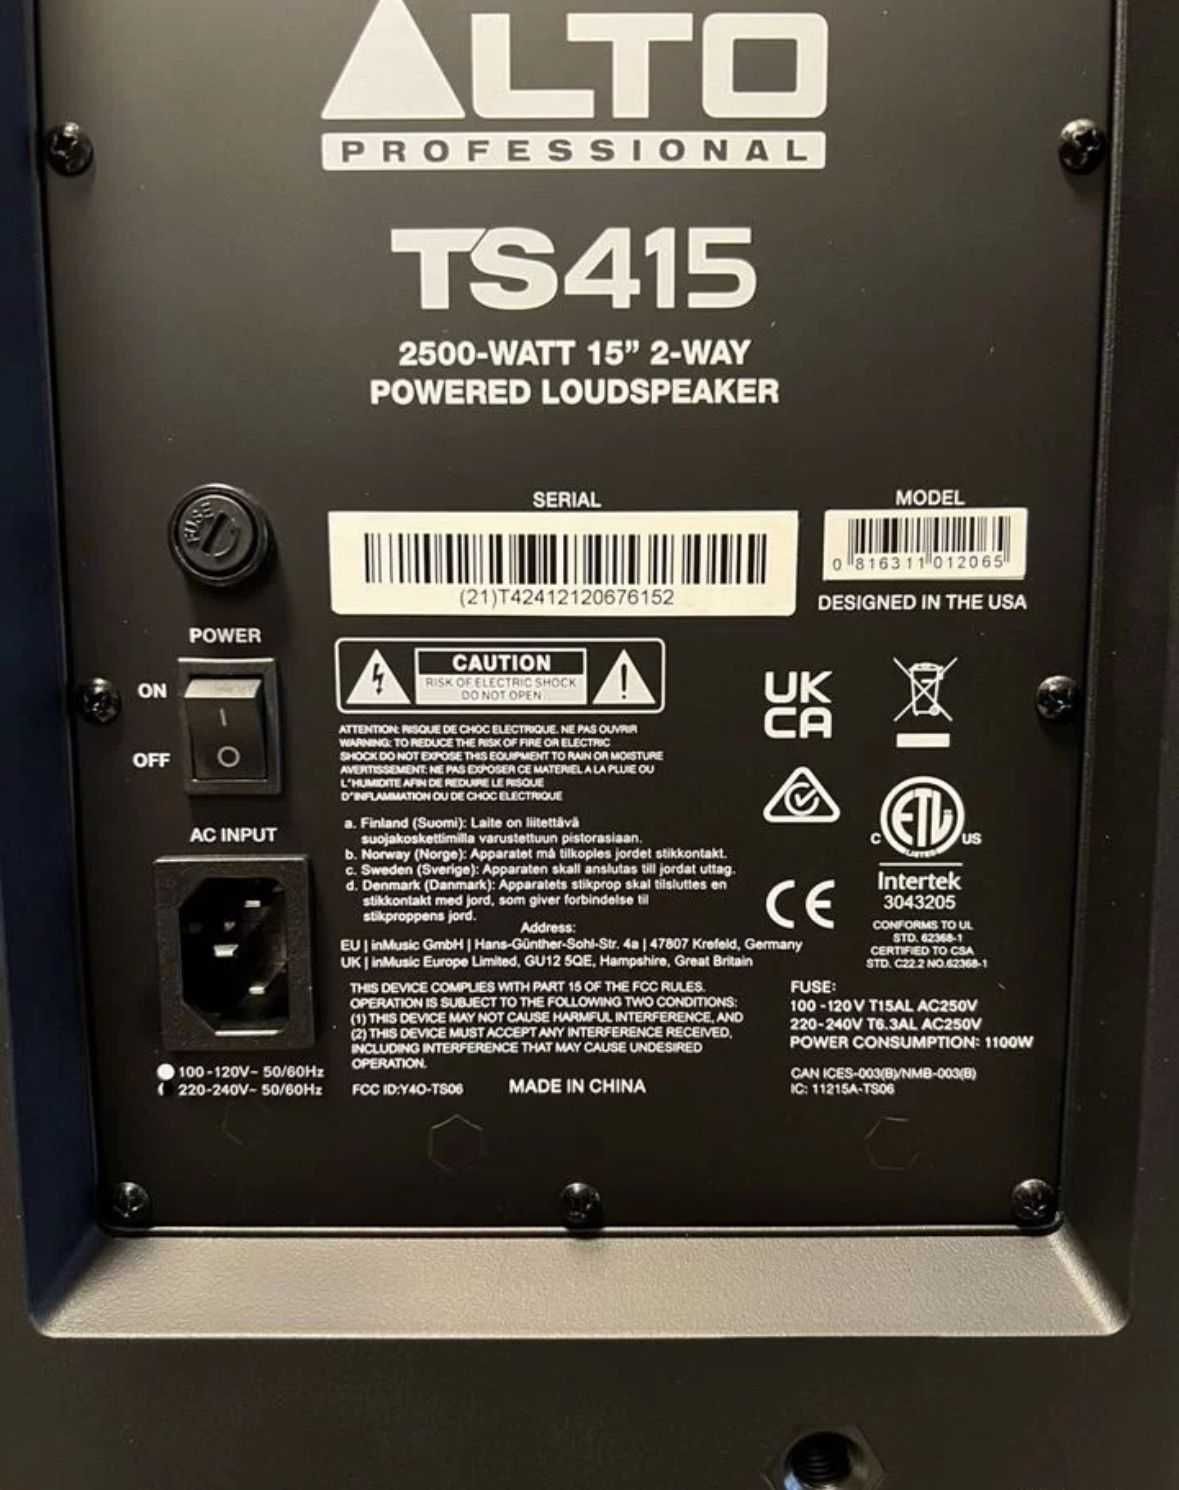 ALTO
PROFESSIONAL
TS415
2500-WATT 15" 2-WAY
POWERED LOUDSPEAKER
FUSE
SERIAL
(21)T42412120676152
MODEL
0 816311 012065
DESIGNED IN THE USA
POWER
ON
OFF
I
O
AC INPUT
100-120V~ 50/60Hz
220-240V~ 50/60Hz
CAUTION
RISK OF ELECTRIC SHOCK
DO NOT OPEN
ATTENTION: RISQUE DE CHOC ELECTRIQUE. NE PAS OUVRIR
WARNING: TO REDUCE THE RISK OF FIRE OR ELECTRIC
SHOCK DO NOT EXPOSE THIS EQUIPMENT TO RAIN OR MOISTURE
AVERTISSEMENT: NE PAS EXPOSER CE MATERIEL A LA PLUIE OU
L"HUMIDITE AFIN DE REDUIRE LE RISQUE
D"INFLAMMATION OU DE CHOC ELECTRIQUE
a. Finland (Suomi): Laite on liitettävä
suojakoskettimilla varustettuun pistorasiaan.
b. Norway (Norge): Apparatet må tilkoples jordet stikkontakt.
c. Sweden (Sverige): Apparaten skall anslutas till jordat uttag.
d. Denmark (Danmark): Apparatets stikprop skal tilsluttes en
stikkontakt med jord, som giver forbindelse til
stikproppens jord.
Address:
EU | inMusic GmbH | Hans-Günther-Sohl-Str. 4a | 47807 Krefeld, Germany
UK | inMusic Europe Limited, GU12 5QE, Hampshire, Great Britain
THIS DEVICE COMPLIES WITH PART 15 OF THE FCC RULES.
OPERATION IS SUBJECT TO THE FOLLOWING TWO CONDITIONS:
(1) THIS DEVICE MAY NOT CAUSE HARMFUL INTERFERENCE, AND
(2) THIS DEVICE MUST ACCEPT ANY INTERFERENCE RECEIVED,
INCLUDING INTERFERENCE THAT MAY CAUSE UNDESIRED
OPERATION.
FCC ID:Y4O-TS06
MADE IN CHINA
UK
CA
CE
C ETL US
LISTED
Intertek
3043205
CONFORMS TO UL
STD. 62368-1
CERTIFIED TO CSA
STD. C22.2 NO.62368-1
FUSE:
100 -120V T15AL AC250V
220-240V T6.3AL AC250V
POWER CONSUMPTION: 1100W
CAN ICES-003(B)/NMB-003(B)
IC: 11215A-TS06